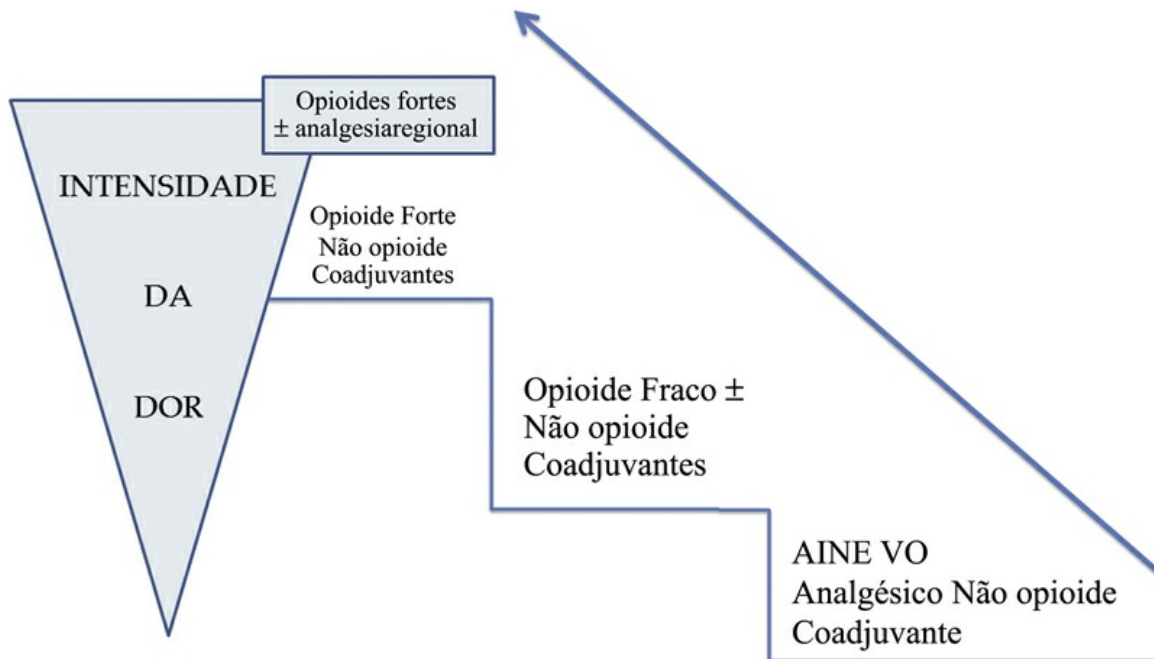 Opioides fortes
± analgesiaregional
INTENSIDADE
DA
DOR
Opioide Forte
Não opioide
Coadjuvantes
Opioide Fraco ±
Não opioide
Coadjuvantes
AINE VO
Analgésico Não opioide
Coadjuvante